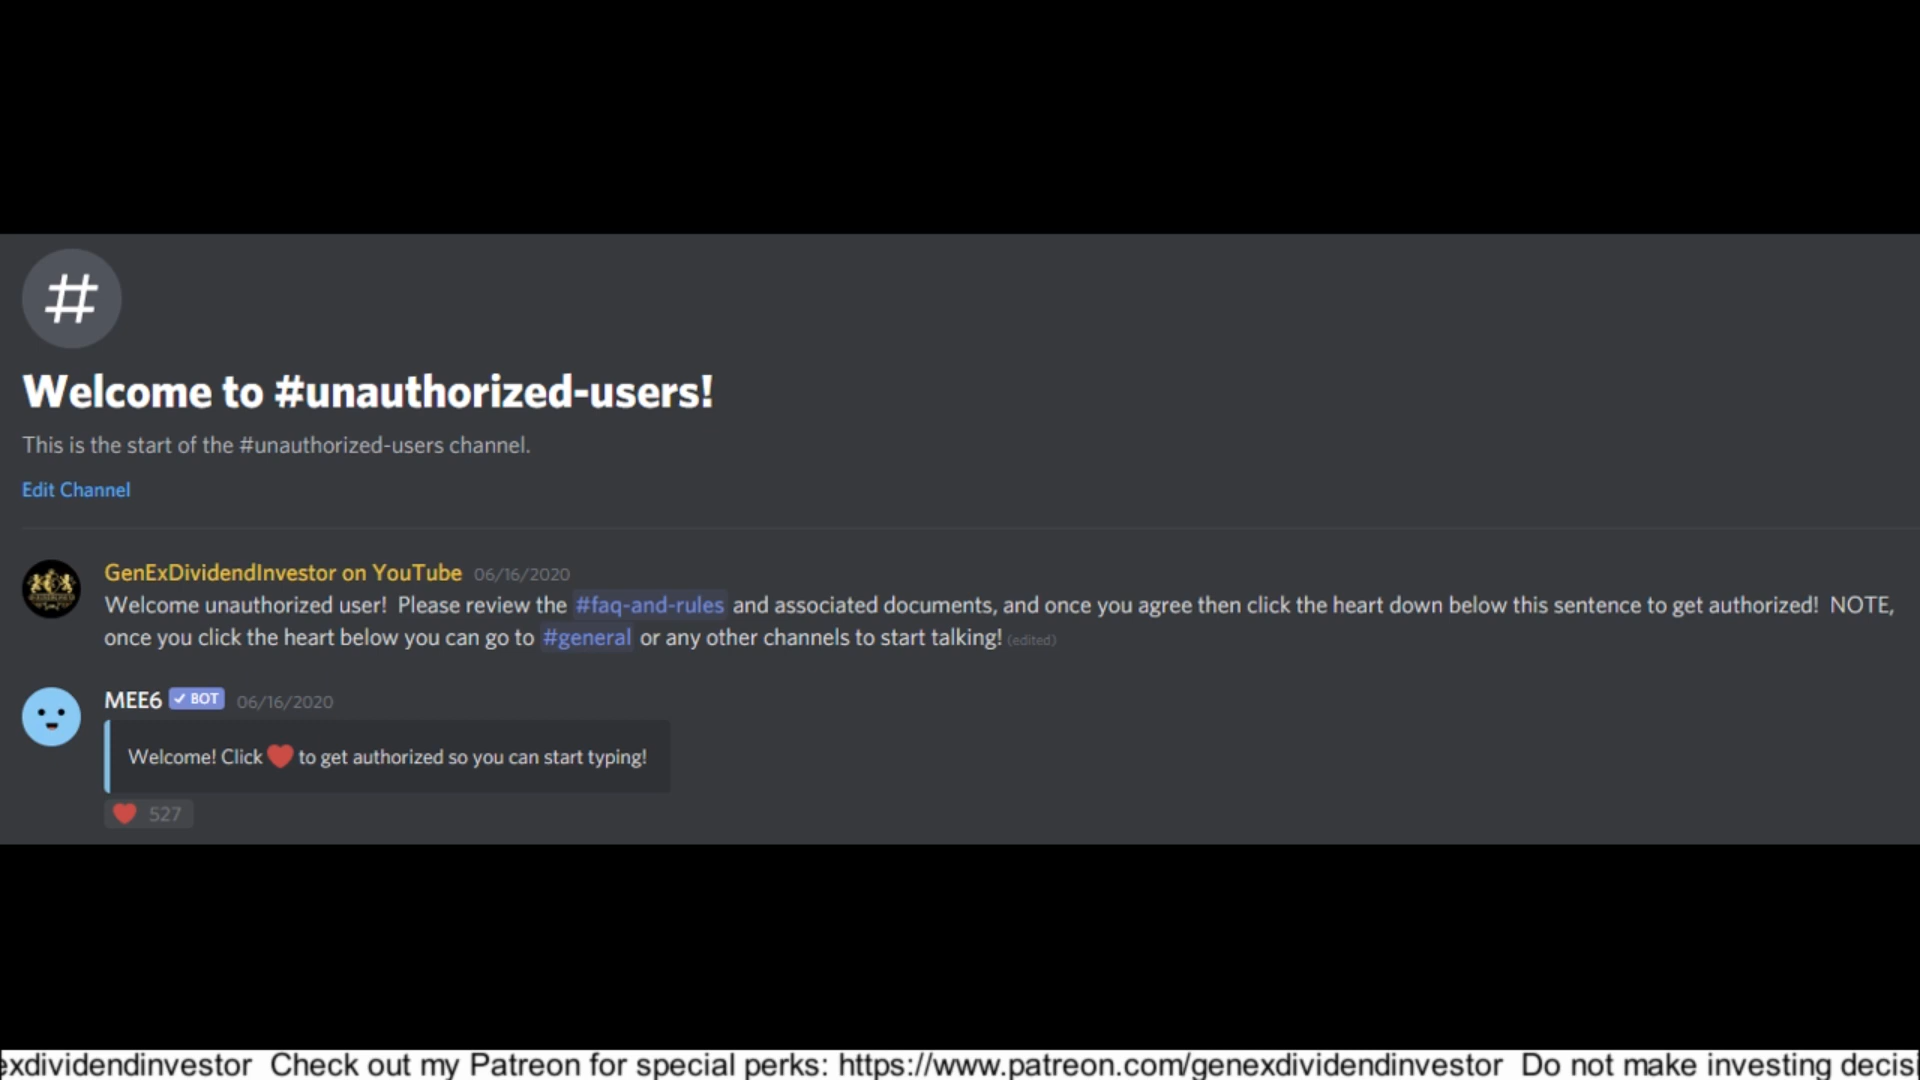 #
Welcome to #unauthorized-users!
This is the start of the #unauthorized-users channel.
Edit Channel
GenExDividendInvestor on YouTube 06/16/2020
Welcome unauthorized user!  Please review the #faq-and-rules and associated documents, and once you agree then click the heart down below this sentence to get authorized!  NOTE,
once you click the heart below you can go to #general or any other channels to start talking! (edited)
MEE6 ✓ BOT 06/16/2020
Welcome! Click ❤ to get authorized so you can start typing!
❤ 527
exdividendinvestor  Check out my Patreon for special perks: https://www.patreon.com/genexdividendinvestor  Do not make investing decisi